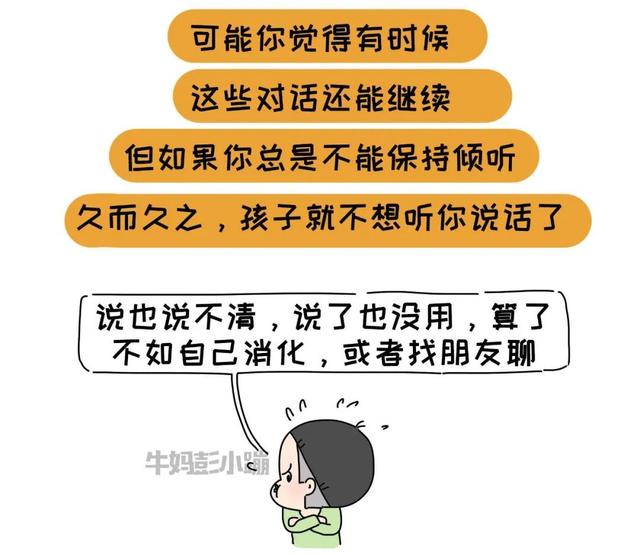 可能你觉得有时候
这些对话还能继续
但如果你总是不能保持倾听
久而久之，孩子就不想听你说话了
说也说不清，说了也没用，算了
不如自己消化，或者找朋友聊
牛妈彭小蹦